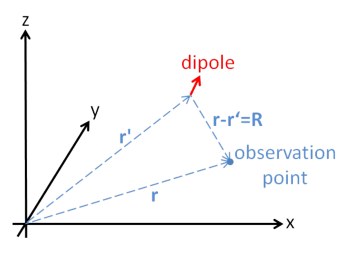 z
dipole
y
r-r‘=R
r'
observation
point
r
x